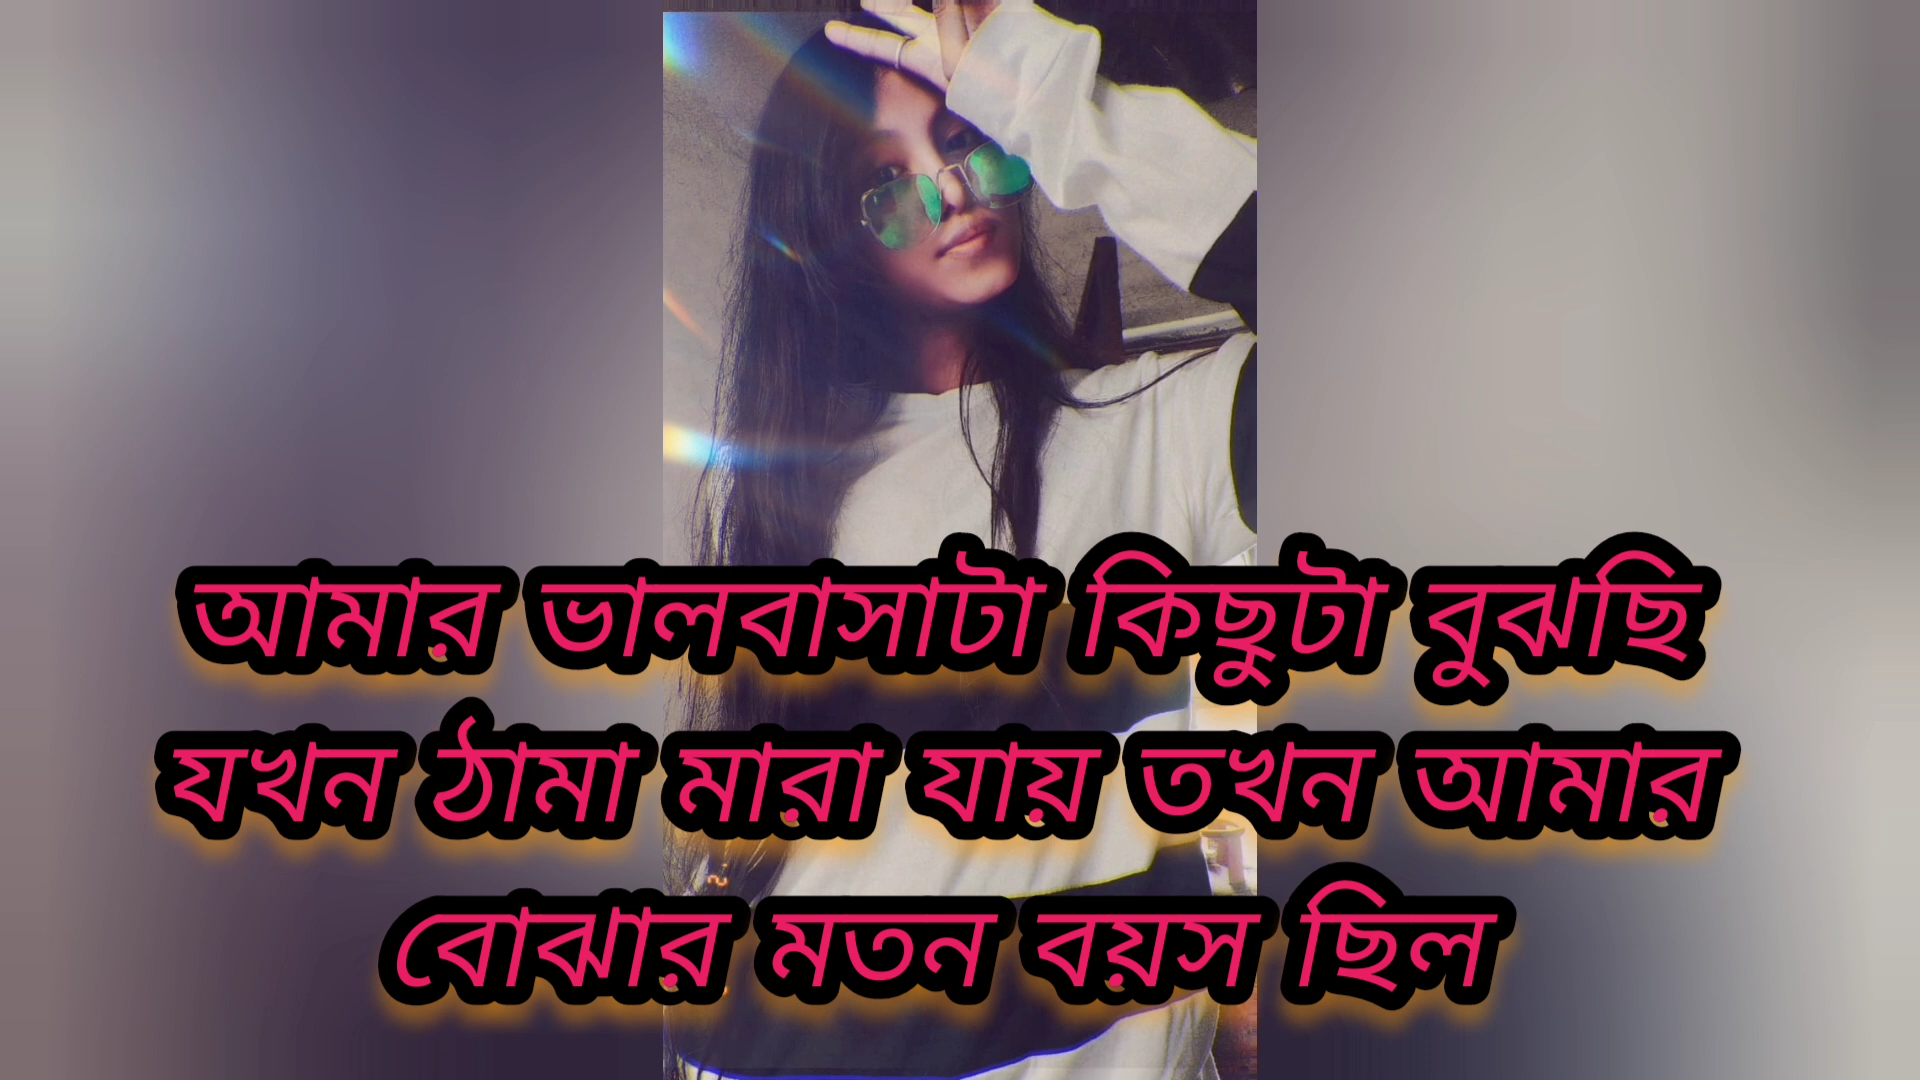 আমার ভালবাসাটা কিছুটা বুঝছি
যখন ঠামা মারা যায় তখন আমার
বোঝার মতন বয়স ছিল